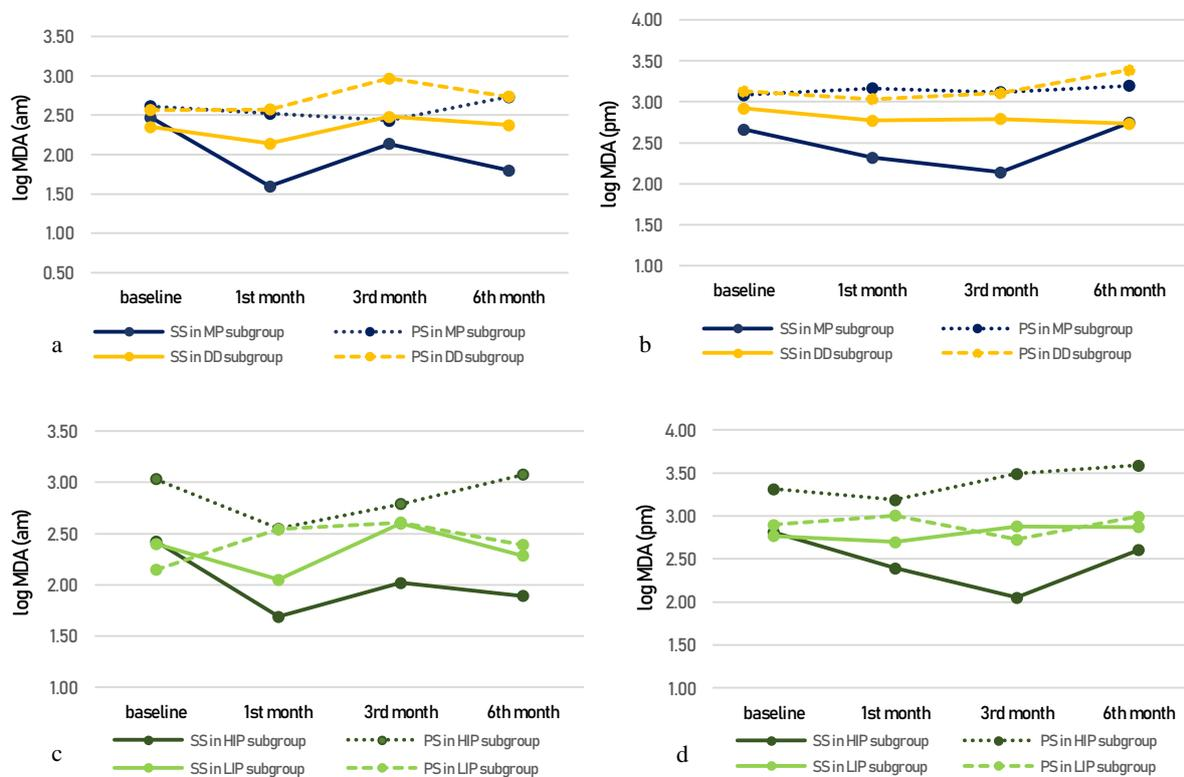 log MDA (am)
3.50
3.00
2.50
2.00
1.50
1.00
0.50
baseline 1st month 3rd month 6th month
SS in MP subgroup PS in MP subgroup
SS in DD subgroup PS in DD subgroup
a
log MDA (pm)
4.00
3.50
3.00
2.50
2.00
1.50
1.00
baseline 1st month 3rd month 6th month
SS in MP subgroup PS in MP subgroup
SS in DD subgroup PS in DD subgroup
b
log MDA (am)
3.50
3.00
2.50
2.00
1.50
1.00
baseline 1st month 3rd month 6th month
SS in HIP subgroup PS in HIP subgroup
SS in LIP subgroup PS in LIP subgroup
c
log MDA (pm)
4.00
3.50
3.00
2.50
2.00
1.50
1.00
baseline 1st month 3rd month 6th month
SS in HIP subgroup PS in HIP subgroup
SS in LIP subgroup PS in LIP subgroup
d